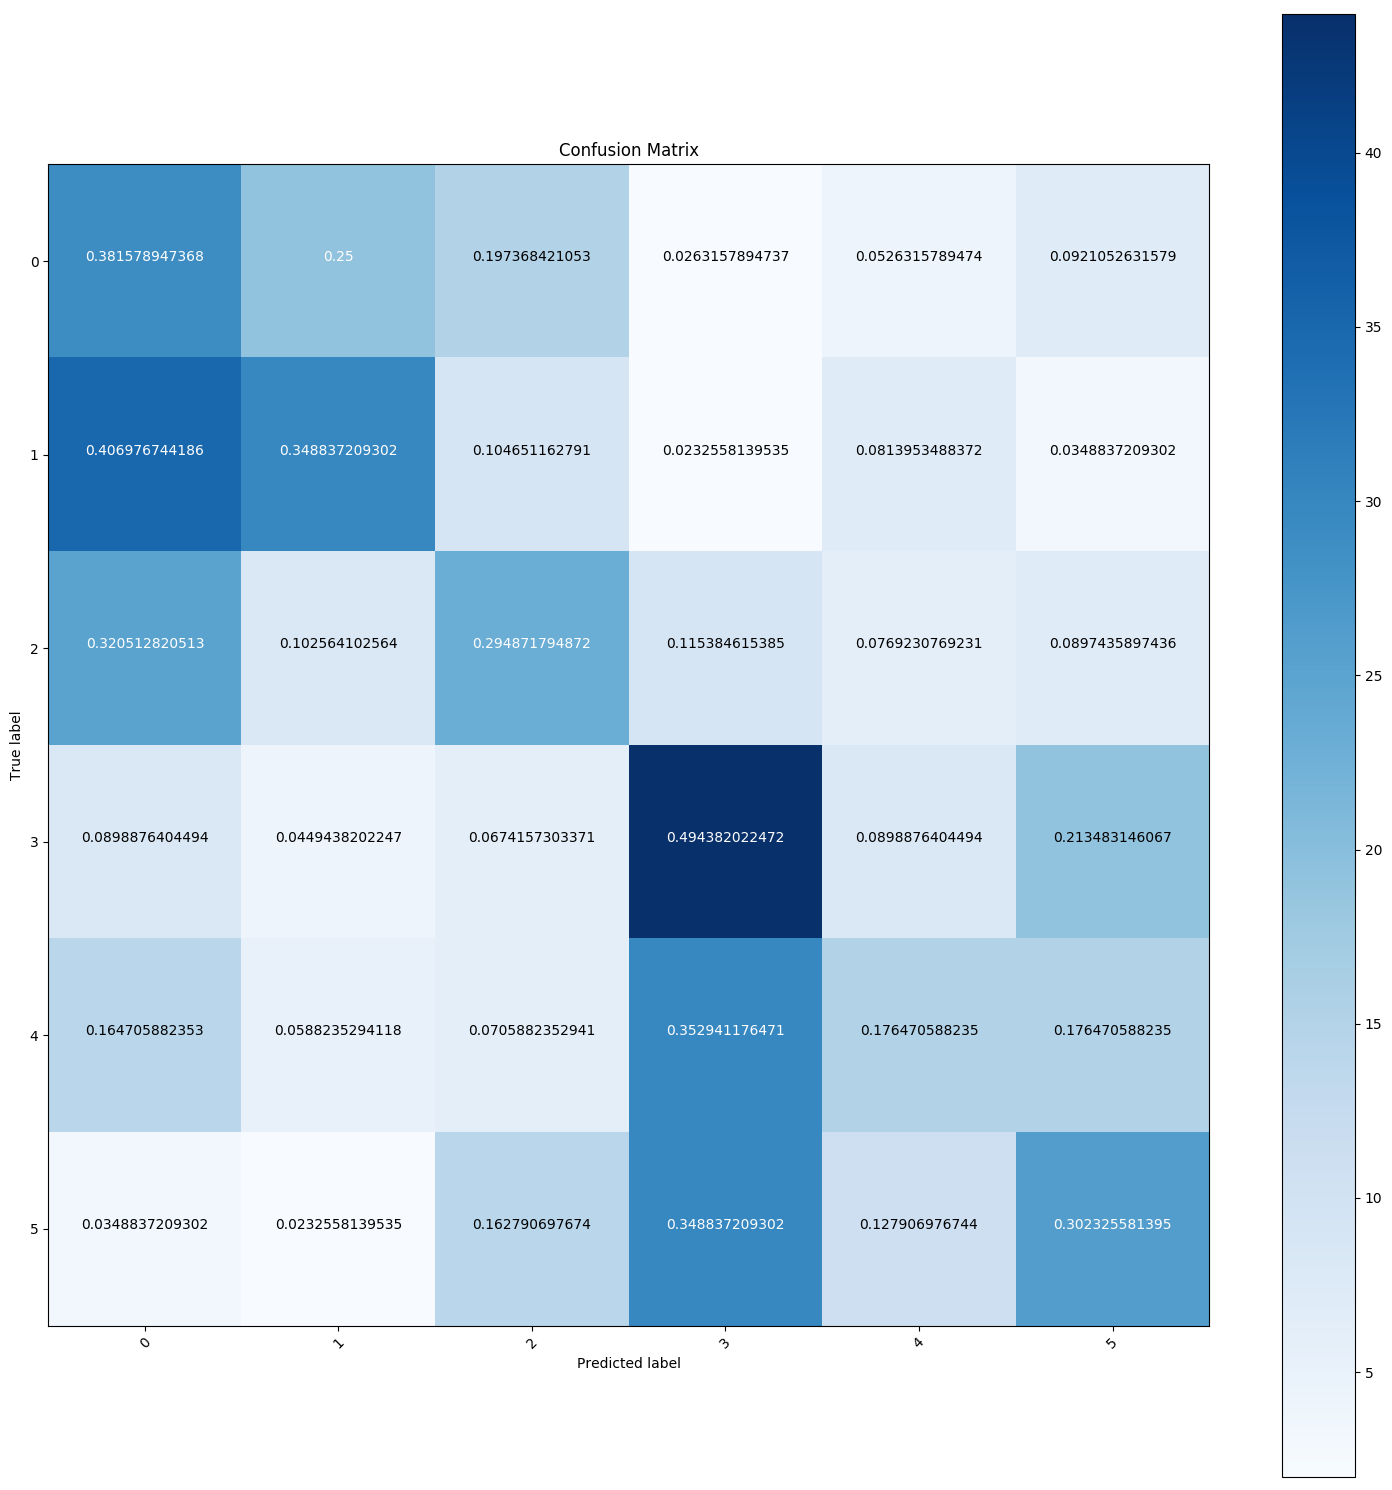 Confusion Matrix
0 0.381578947368 0.25 0.197368421053 0.0263157894737 0.0526315789474 0.0921052631579
1 0.406976744186 0.348837209302 0.104651162791 0.0232558139535 0.0813953488372 0.0348837209302
2 0.320512820513 0.102564102564 0.294871794872 0.115384615385 0.0769230769231 0.0897435897436
3 0.0898876404494 0.0449438202247 0.0674157303371 0.494382022472 0.0898876404494 0.213483146067
4 0.164705882353 0.0588235294118 0.0705882352941 0.352941176471 0.176470588235 0.176470588235
5 0.0348837209302 0.0232558139535 0.162790697674 0.348837209302 0.127906976744 0.302325581395
0 1 2 3 4 5
True label
Predicted label
40
35
30
25
20
15
10
5